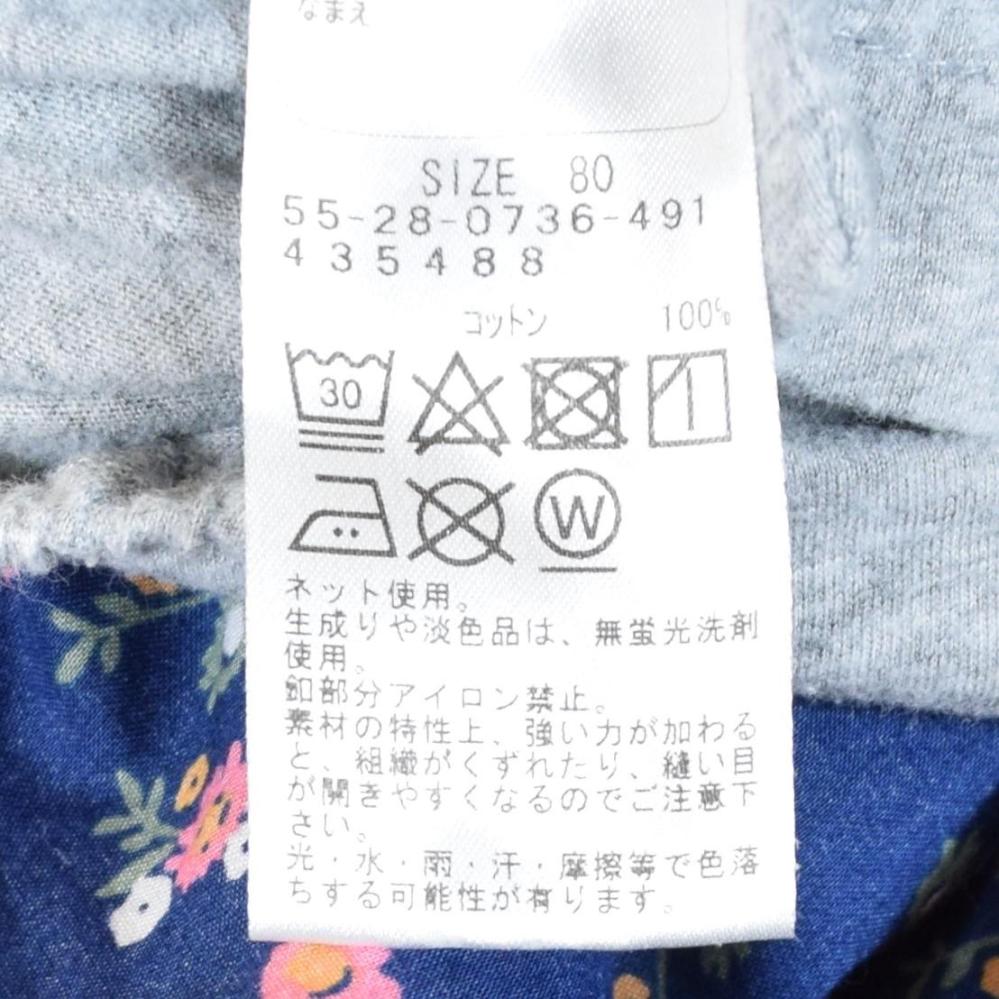 なまえ
SIZE 80
55-28-0736-491
435488
コットン 100%
30
W
ネット使用。
生成りや淡色品は、無蛍光洗剤
使用。
釦部分アイロン禁止。
素材の特性上、強い力が加わる
と、組織がくずれたり、縫い目
が開きやすくなるのでご注意下
さい。
光・水・雨・汗・摩擦等で色落
ちする可能性が有ります。